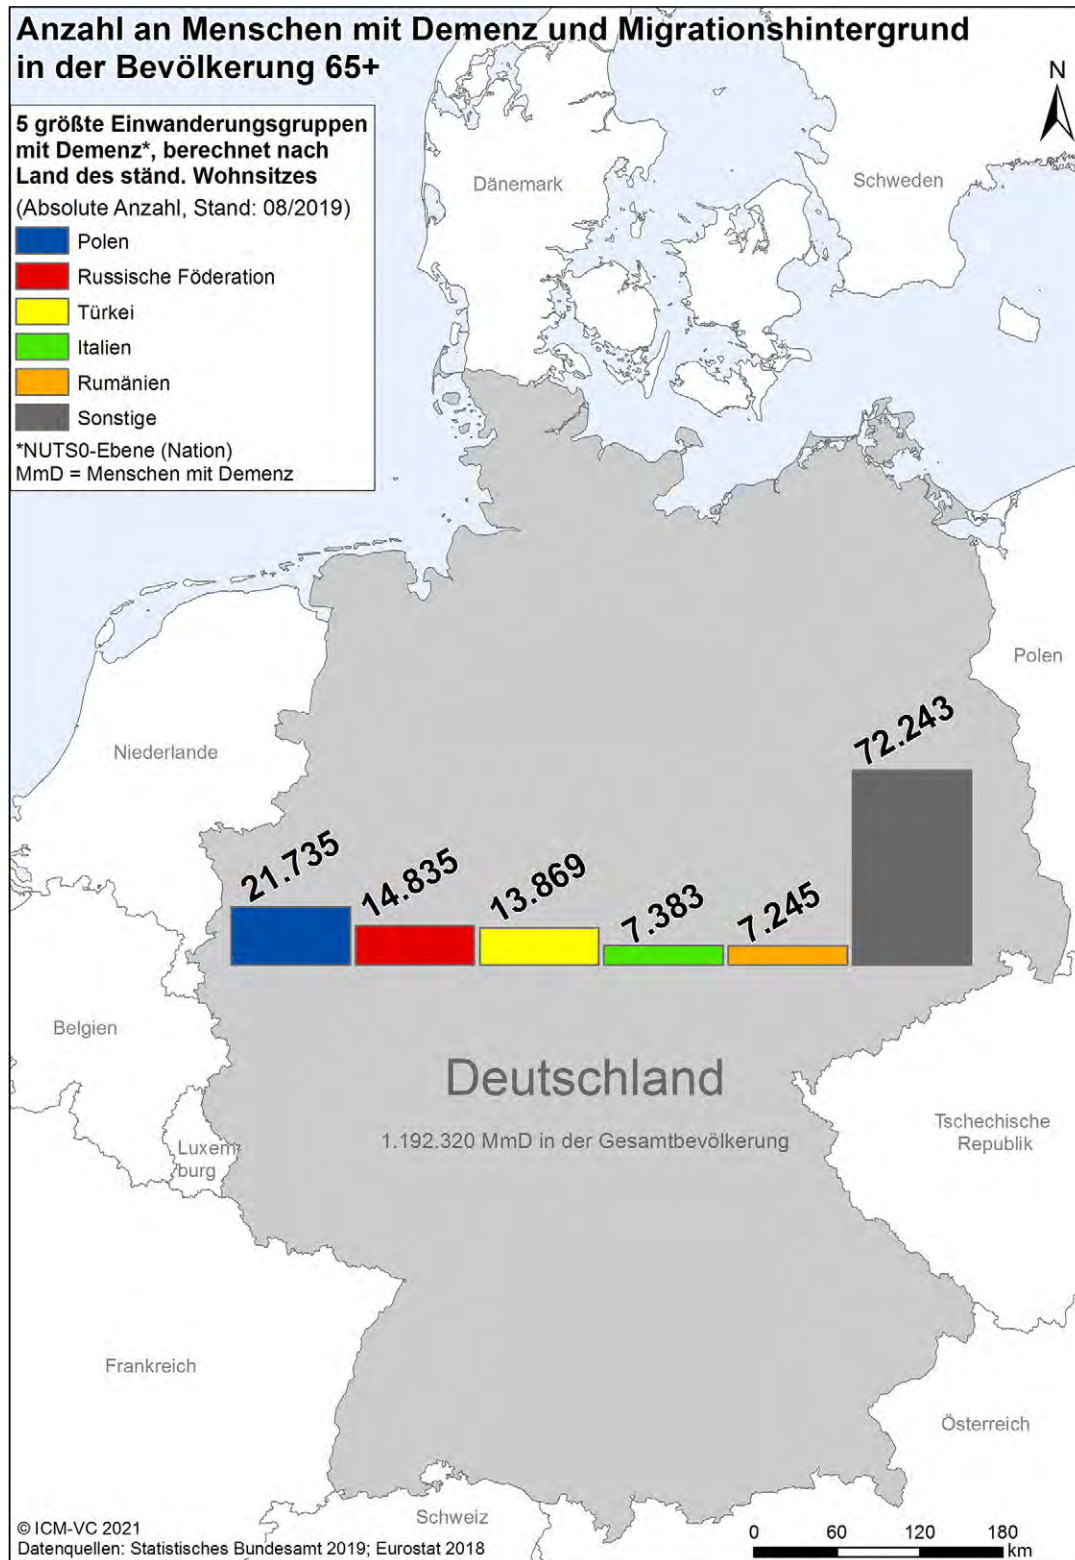 Anzahl an Menschen mit Demenz und Migrationshintergrund
in der Bevölkerung 65+
5 größte Einwanderungsgruppen
mit Demenz*, berechnet nach
Land des ständ. Wohnsitzes
(Absolute Anzahl, Stand: 08/2019)
Polen
Russische Föderation
Türkei
Italien
Rumänien
Sonstige
*NUTS0-Ebene (Nation)
MmD = Menschen mit Demenz
N
Dänemark
Schweden
Polen
Niederlande
72.243
21.735
14.835
13.869
7.383
7.245
Belgien
Deutschland
1.192.320 MmD in der Gesamtbevölkerung
Luxem-
burg
Tschechische
Republik
Frankreich
Österreich
Schweiz
© ICM-VC 2021
Datenquellen: Statistisches Bundesamt 2019; Eurostat 2018
0 60 120 180
km